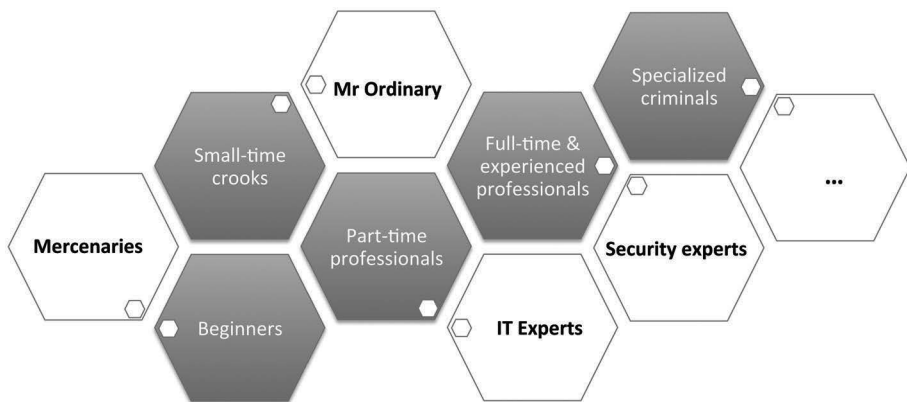 Mr Ordinary
Specialized
criminals
Small-time
crooks
Full-time &
experienced
professionals
...
Mercenaries
Part-time
professionals
Security experts
Beginners
IT Experts